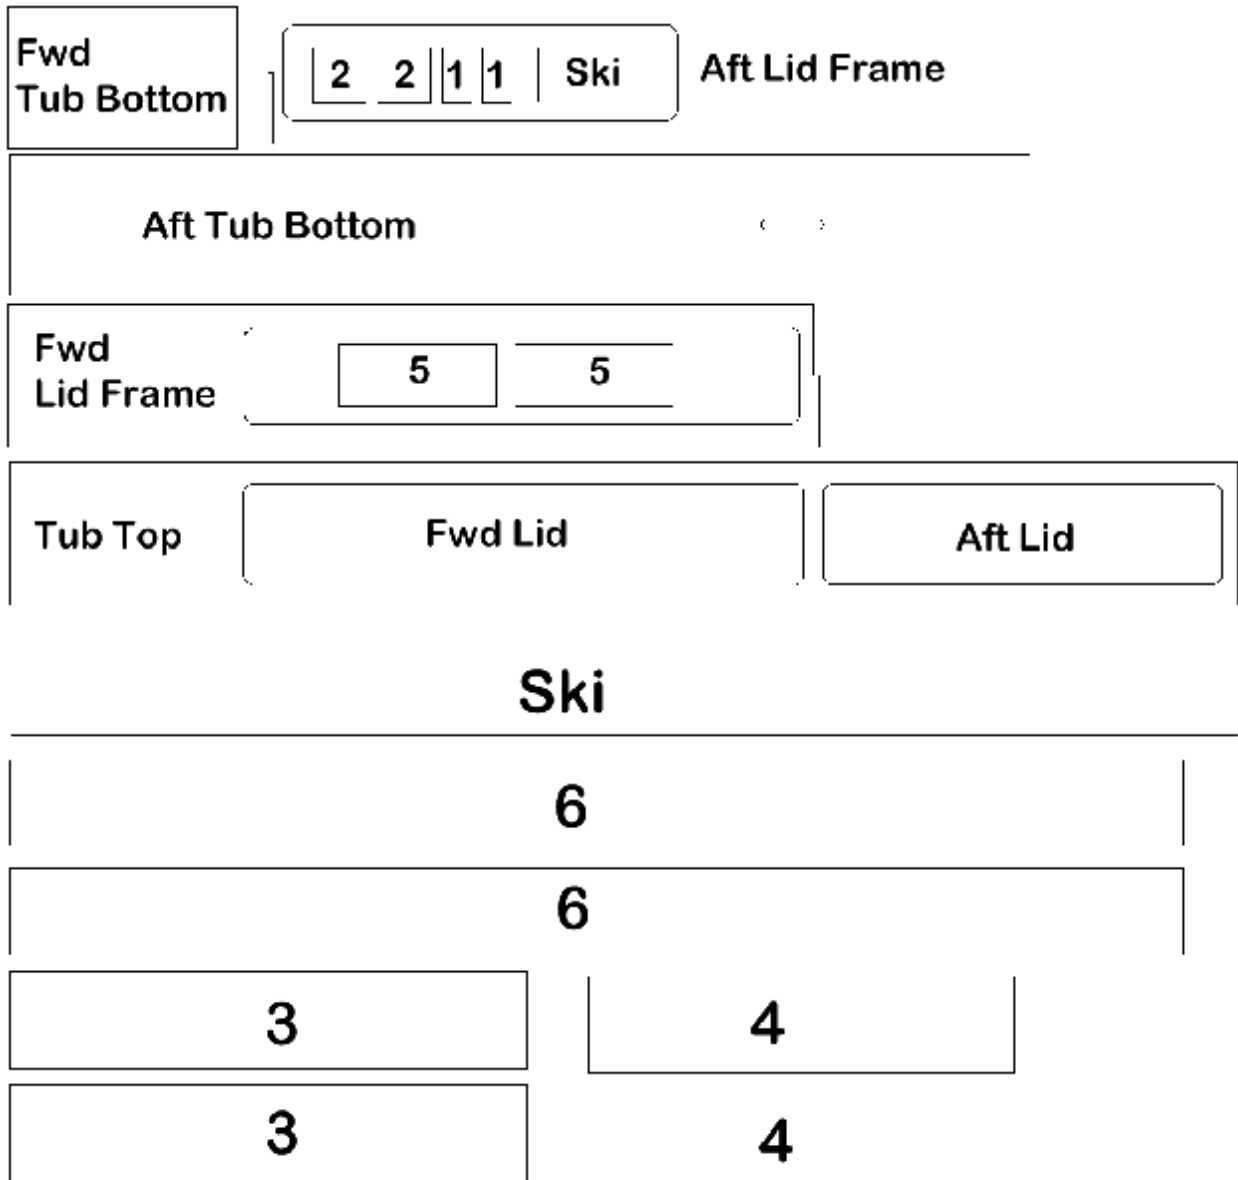 Fwd
Tub Bottom
2 2 1 1 Ski
Aft Lid Frame
Aft Tub Bottom
Fwd
Lid Frame
5 5
Tub Top
Fwd Lid
Aft Lid
Ski
6
6
3 4
3 4